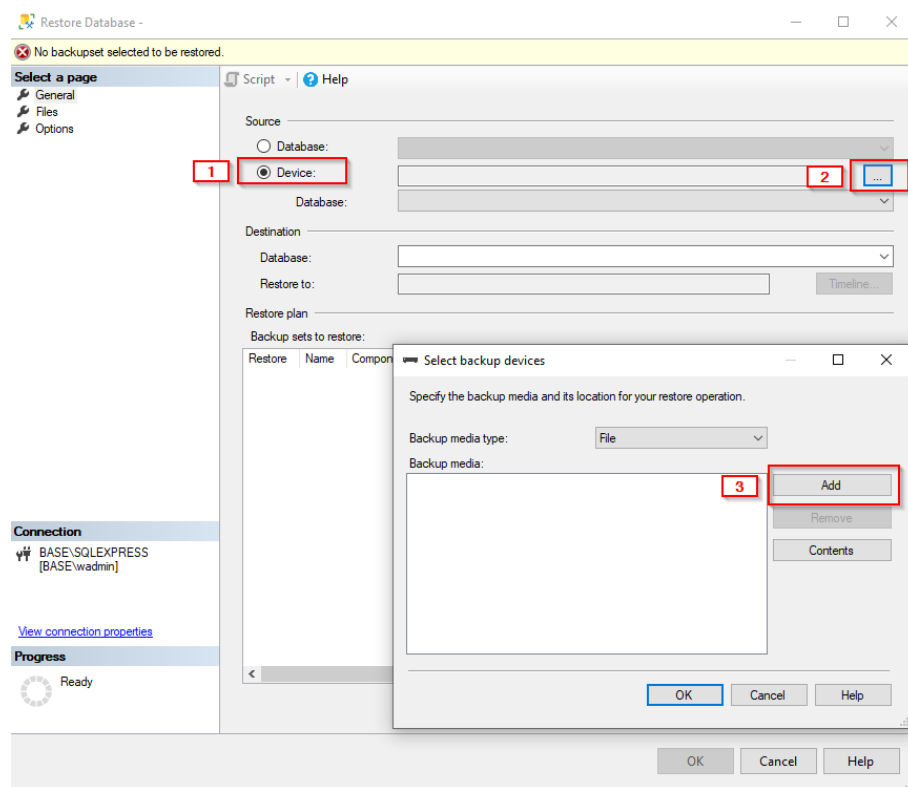 Restore Database -
No backupset selected to be restored.
Select a page
General
Files
Options
Script
Help
Source
Database:
1
Device:
2
...
Database:
Destination
Database:
Restore to:
Timeline...
Restore plan
Backup sets to restore:
Restore Name Compon
Select backup devices
Specify the backup media and its location for your restore operation.
Backup media type:
File
Backup media:
3
Add
Remove
Contents
OK Cancel Help
Connection
BASE\SQLEXPRESS
[BASE\wadmin]
View connection properties
Progress
Ready
OK Cancel Help